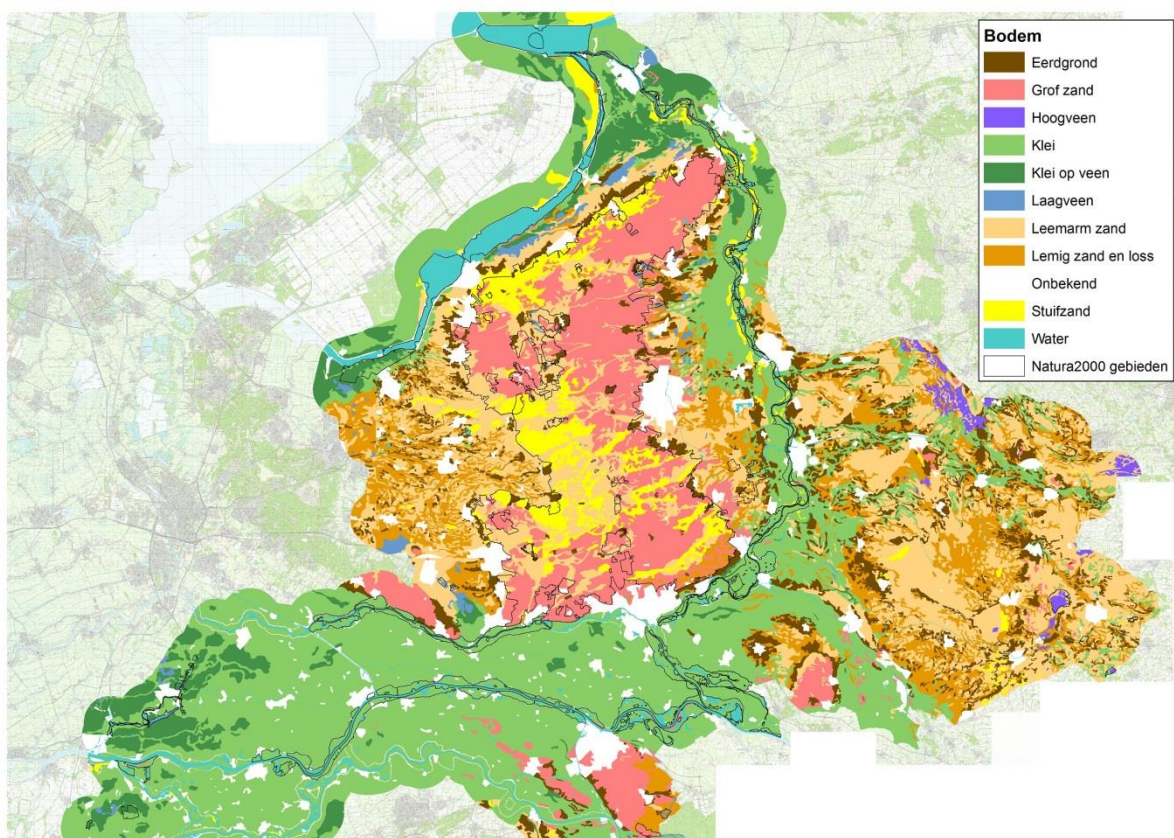 Bodem
Eerdgrond
Grof zand
Hoogveen
Klei
Klei op veen
Laagveen
Leemarm zand
Lemig zand en loss
Onbekend
Stuifzand
Water
Natura2000 gebieden